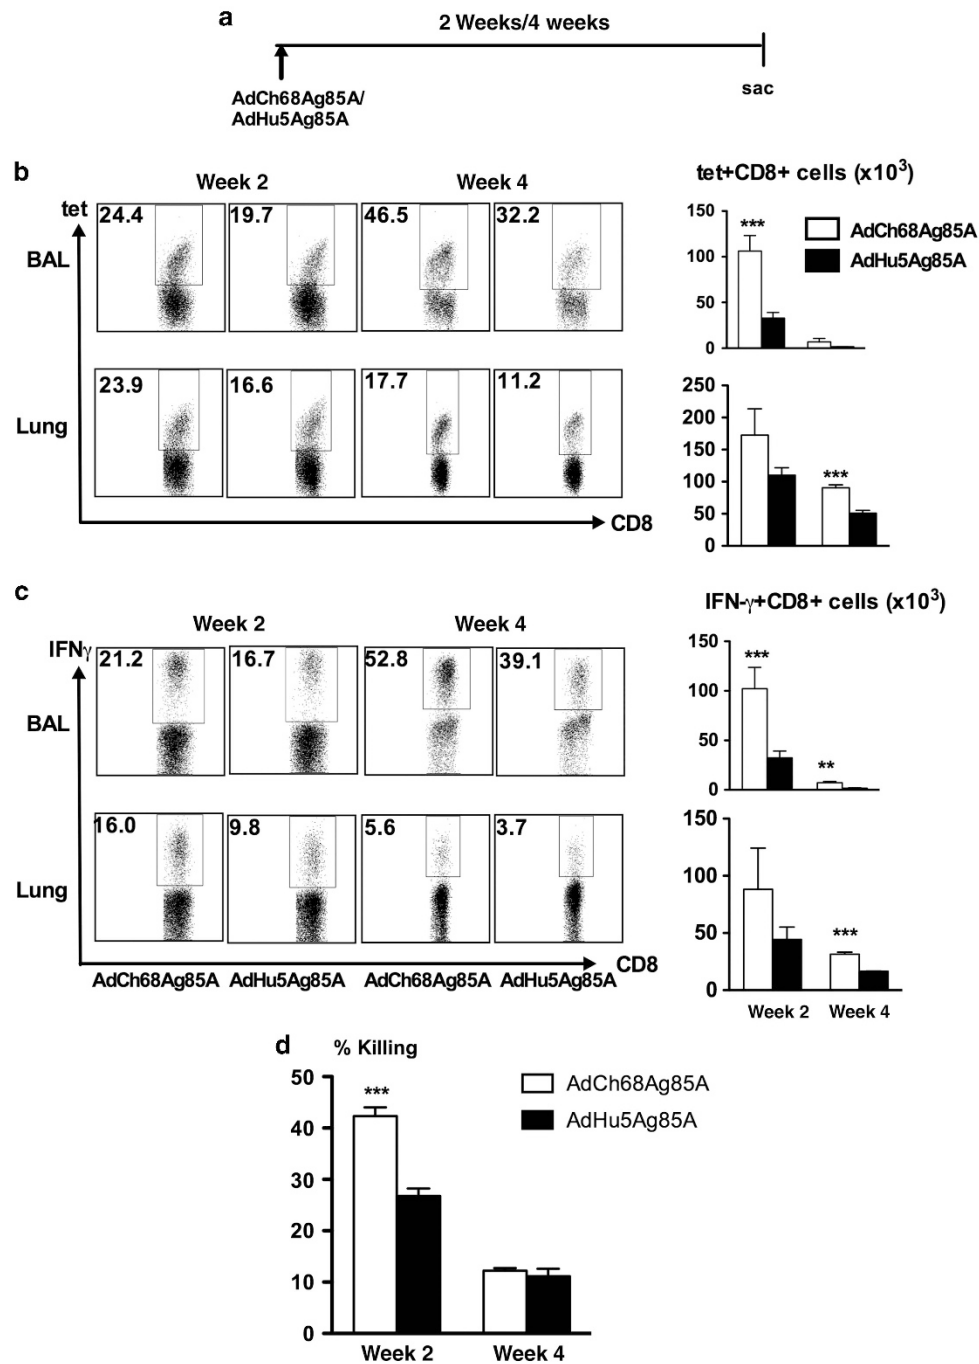 a
2 Weeks/4 weeks
AdCh68Ag85A/
AdHu5Ag85A
sac
b
Week 2
Week 4
tet+CD8+ cells (x10³)
tet
BAL
24.4
19.7
46.5
32.2
150
100
50
0
***
AdCh68Ag85A
AdHu5Ag85A
Lung
23.9
16.6
17.7
11.2
250
200
150
100
50
0
***
CD8
c
Week 2
Week 4
IFN-γ+CD8+ cells (x10³)
IFNγ
BAL
21.2
16.7
52.8
39.1
150
100
50
0
***
**
Lung
16.0
9.8
5.6
3.7
150
100
50
0
***
CD8
AdCh68Ag85A
AdHu5Ag85A
AdCh68Ag85A
AdHu5Ag85A
Week 2
Week 4
d
% Killing
50
40
30
20
10
0
***
AdCh68Ag85A
AdHu5Ag85A
Week 2
Week 4